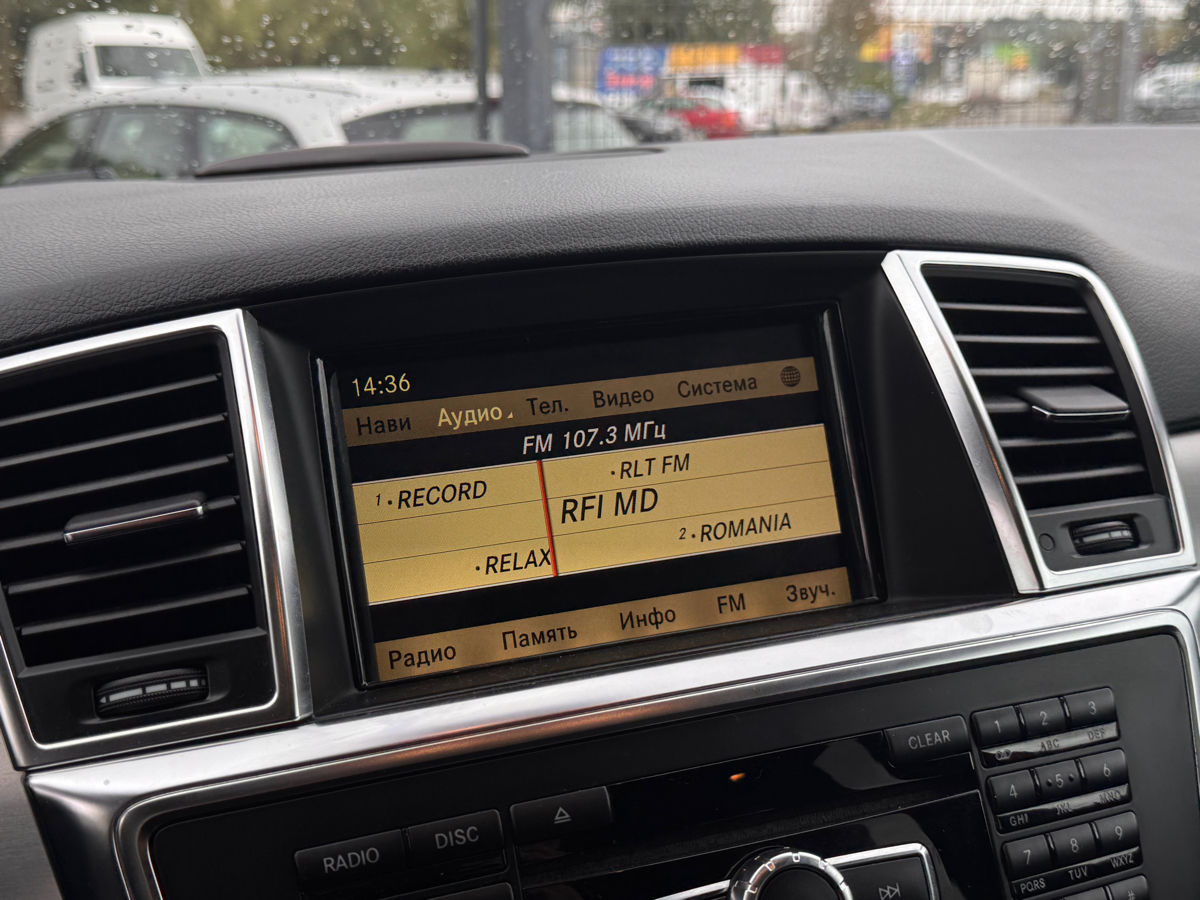 14:36
Нави Аудио Тел. Видео Система
FM 107.3 МГц
1 • RECORD
• RLT FM
RFI MD
• RELAX
2 • ROMANIA
Радио Память Инфо FM Звуч.
CLEAR
1 2 3
ABC DEF
4 5 6
GHI JKL MNO
7 8 9
PQRS TUV WXYZ
#
RADIO DISC